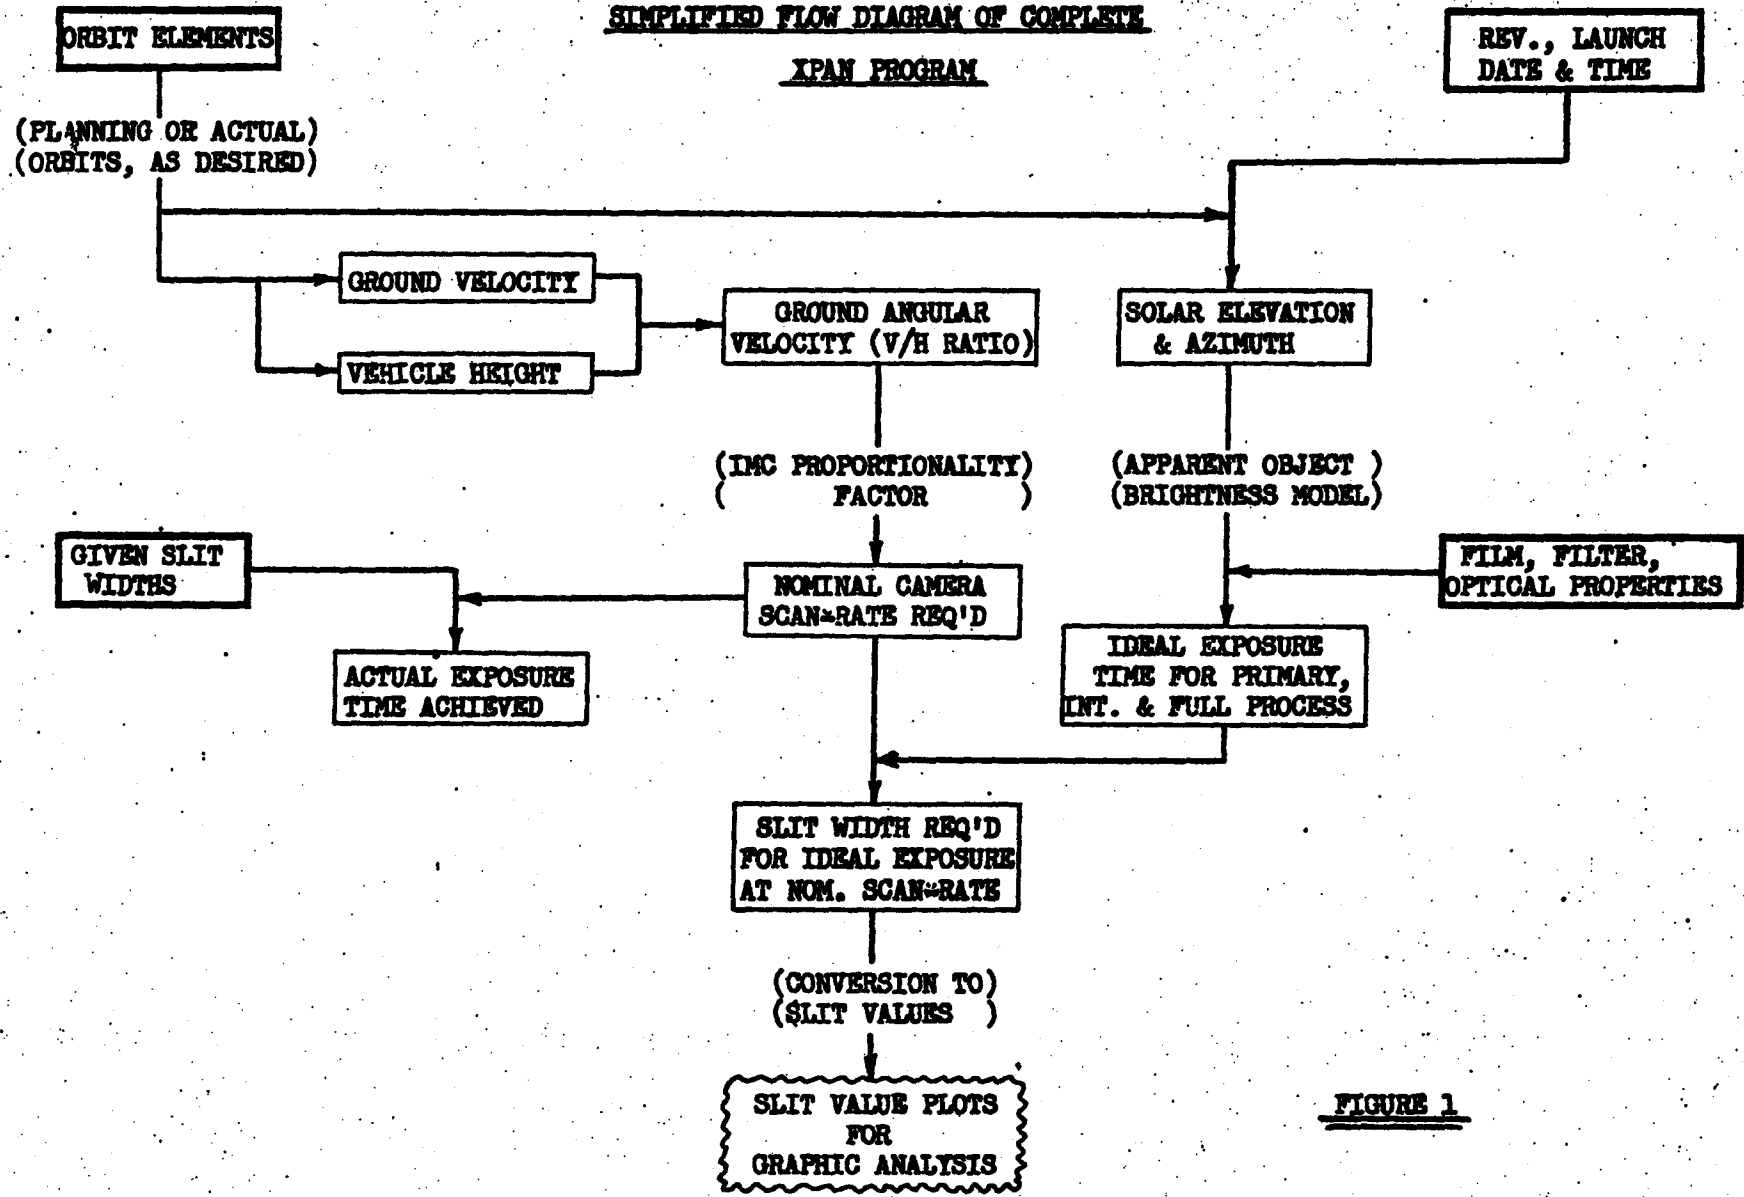 SIMPLIFIED FLOW DIAGRAM OF COMPLETE
XPAN PROGRAM
ORBIT ELEMENTS
REV., LAUNCH
DATE & TIME
(PLANNING OR ACTUAL)
(ORBITS, AS DESIRED)
GROUND VELOCITY
VEHICLE HEIGHT
GROUND ANGULAR
VELOCITY (V/H RATIO)
SOLAR ELEVATION
& AZIMUTH
(IMC PROPORTIONALITY)
( FACTOR )
(APPARENT OBJECT )
(BRIGHTNESS MODEL)
GIVEN SLIT
WIDTHS
NOMINAL CAMERA
SCAN-RATE REQ'D
FILM, FILTER,
OPTICAL PROPERTIES
ACTUAL EXPOSURE
TIME ACHIEVED
IDEAL EXPOSURE
TIME FOR PRIMARY,
INT. & FULL PROCESS
SLIT WIDTH REQ'D
FOR IDEAL EXPOSURE
AT NOM. SCAN-RATE
(CONVERSION TO)
(SLIT VALUES )
SLIT VALUE PLOTS
FOR
GRAPHIC ANALYSIS
FIGURE 1